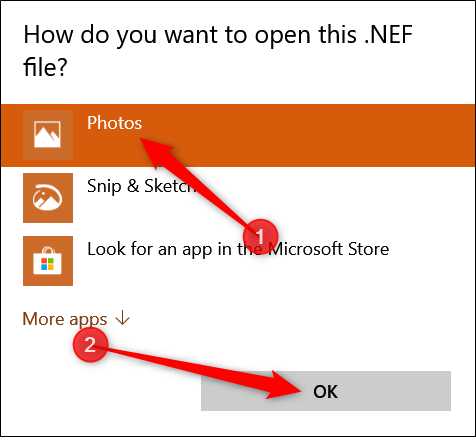 How do you want to open this .NEF
file?
Photos
Snip & Sketch
1
Look for an app in the Microsoft Store
More apps ↓
2
OK